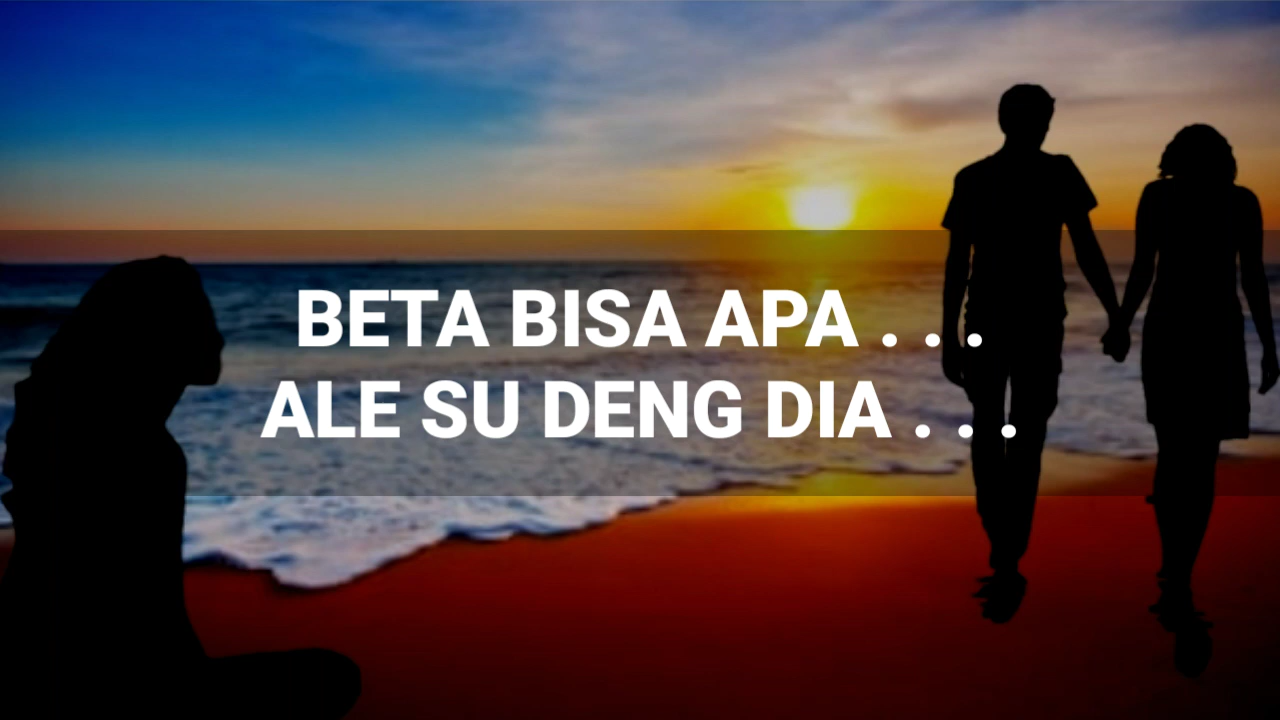 BETA BISA APA . . .
ALE SU DENG DIA . . .